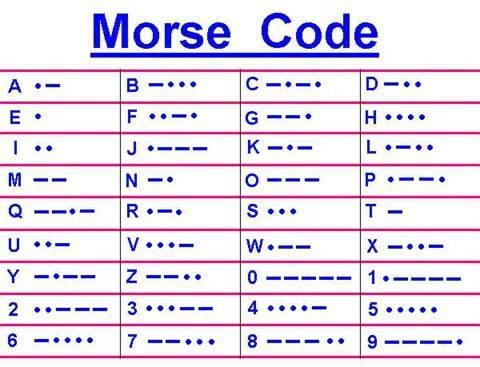 Morse Code
A •– B –••• C –•–• D –••
E • F ••–• G ––• H ••••
I •• J •––– K –•– L •–••
M –– N –• O ––– P •––•
Q ––•– R •–• S ••• T –
U ••– V •••– W •–– X –••–
Y –•–– Z ––•• 0 ––––– 1 •––––
2 ••––– 3 •••–– 4 ••••– 5 •••••
6 –•••• 7 ––••• 8 –––•• 9 ––––•